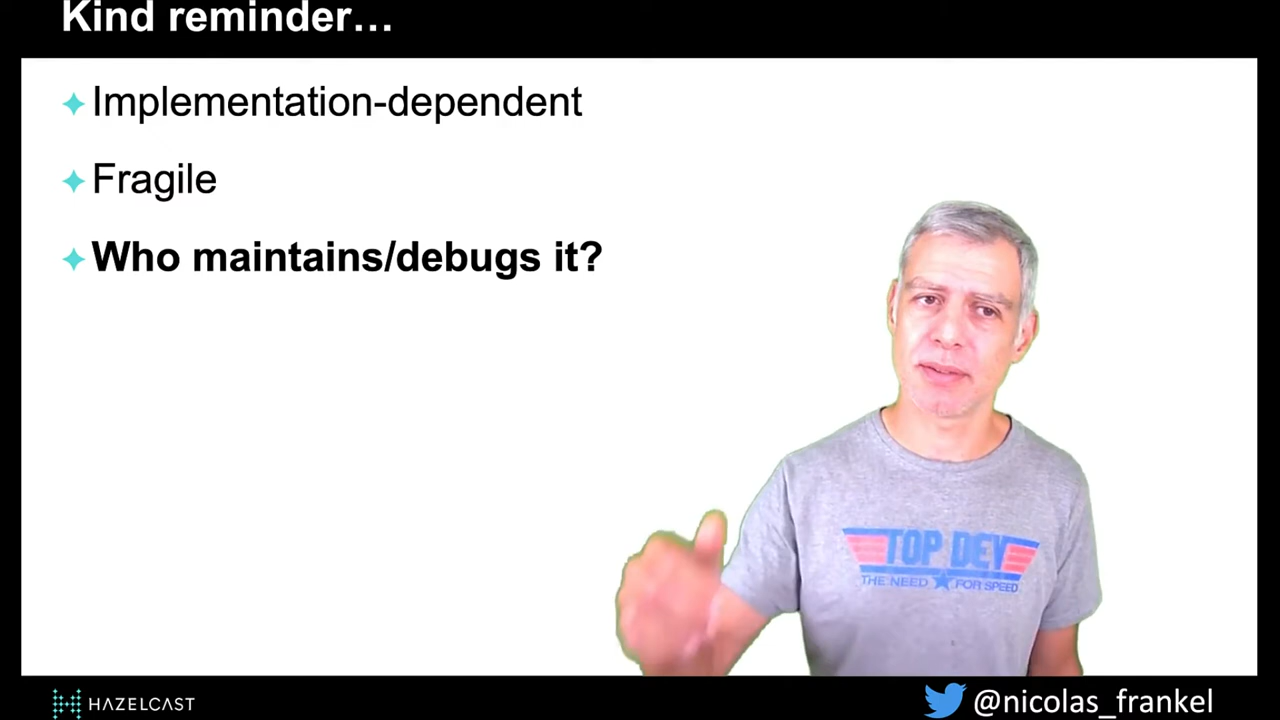 Kind reminder…
Implementation-dependent
Fragile
Who maintains/debugs it?
TOP DEV
THE NEED FOR SPEED
HAZELCAST
@nicolas_frankel